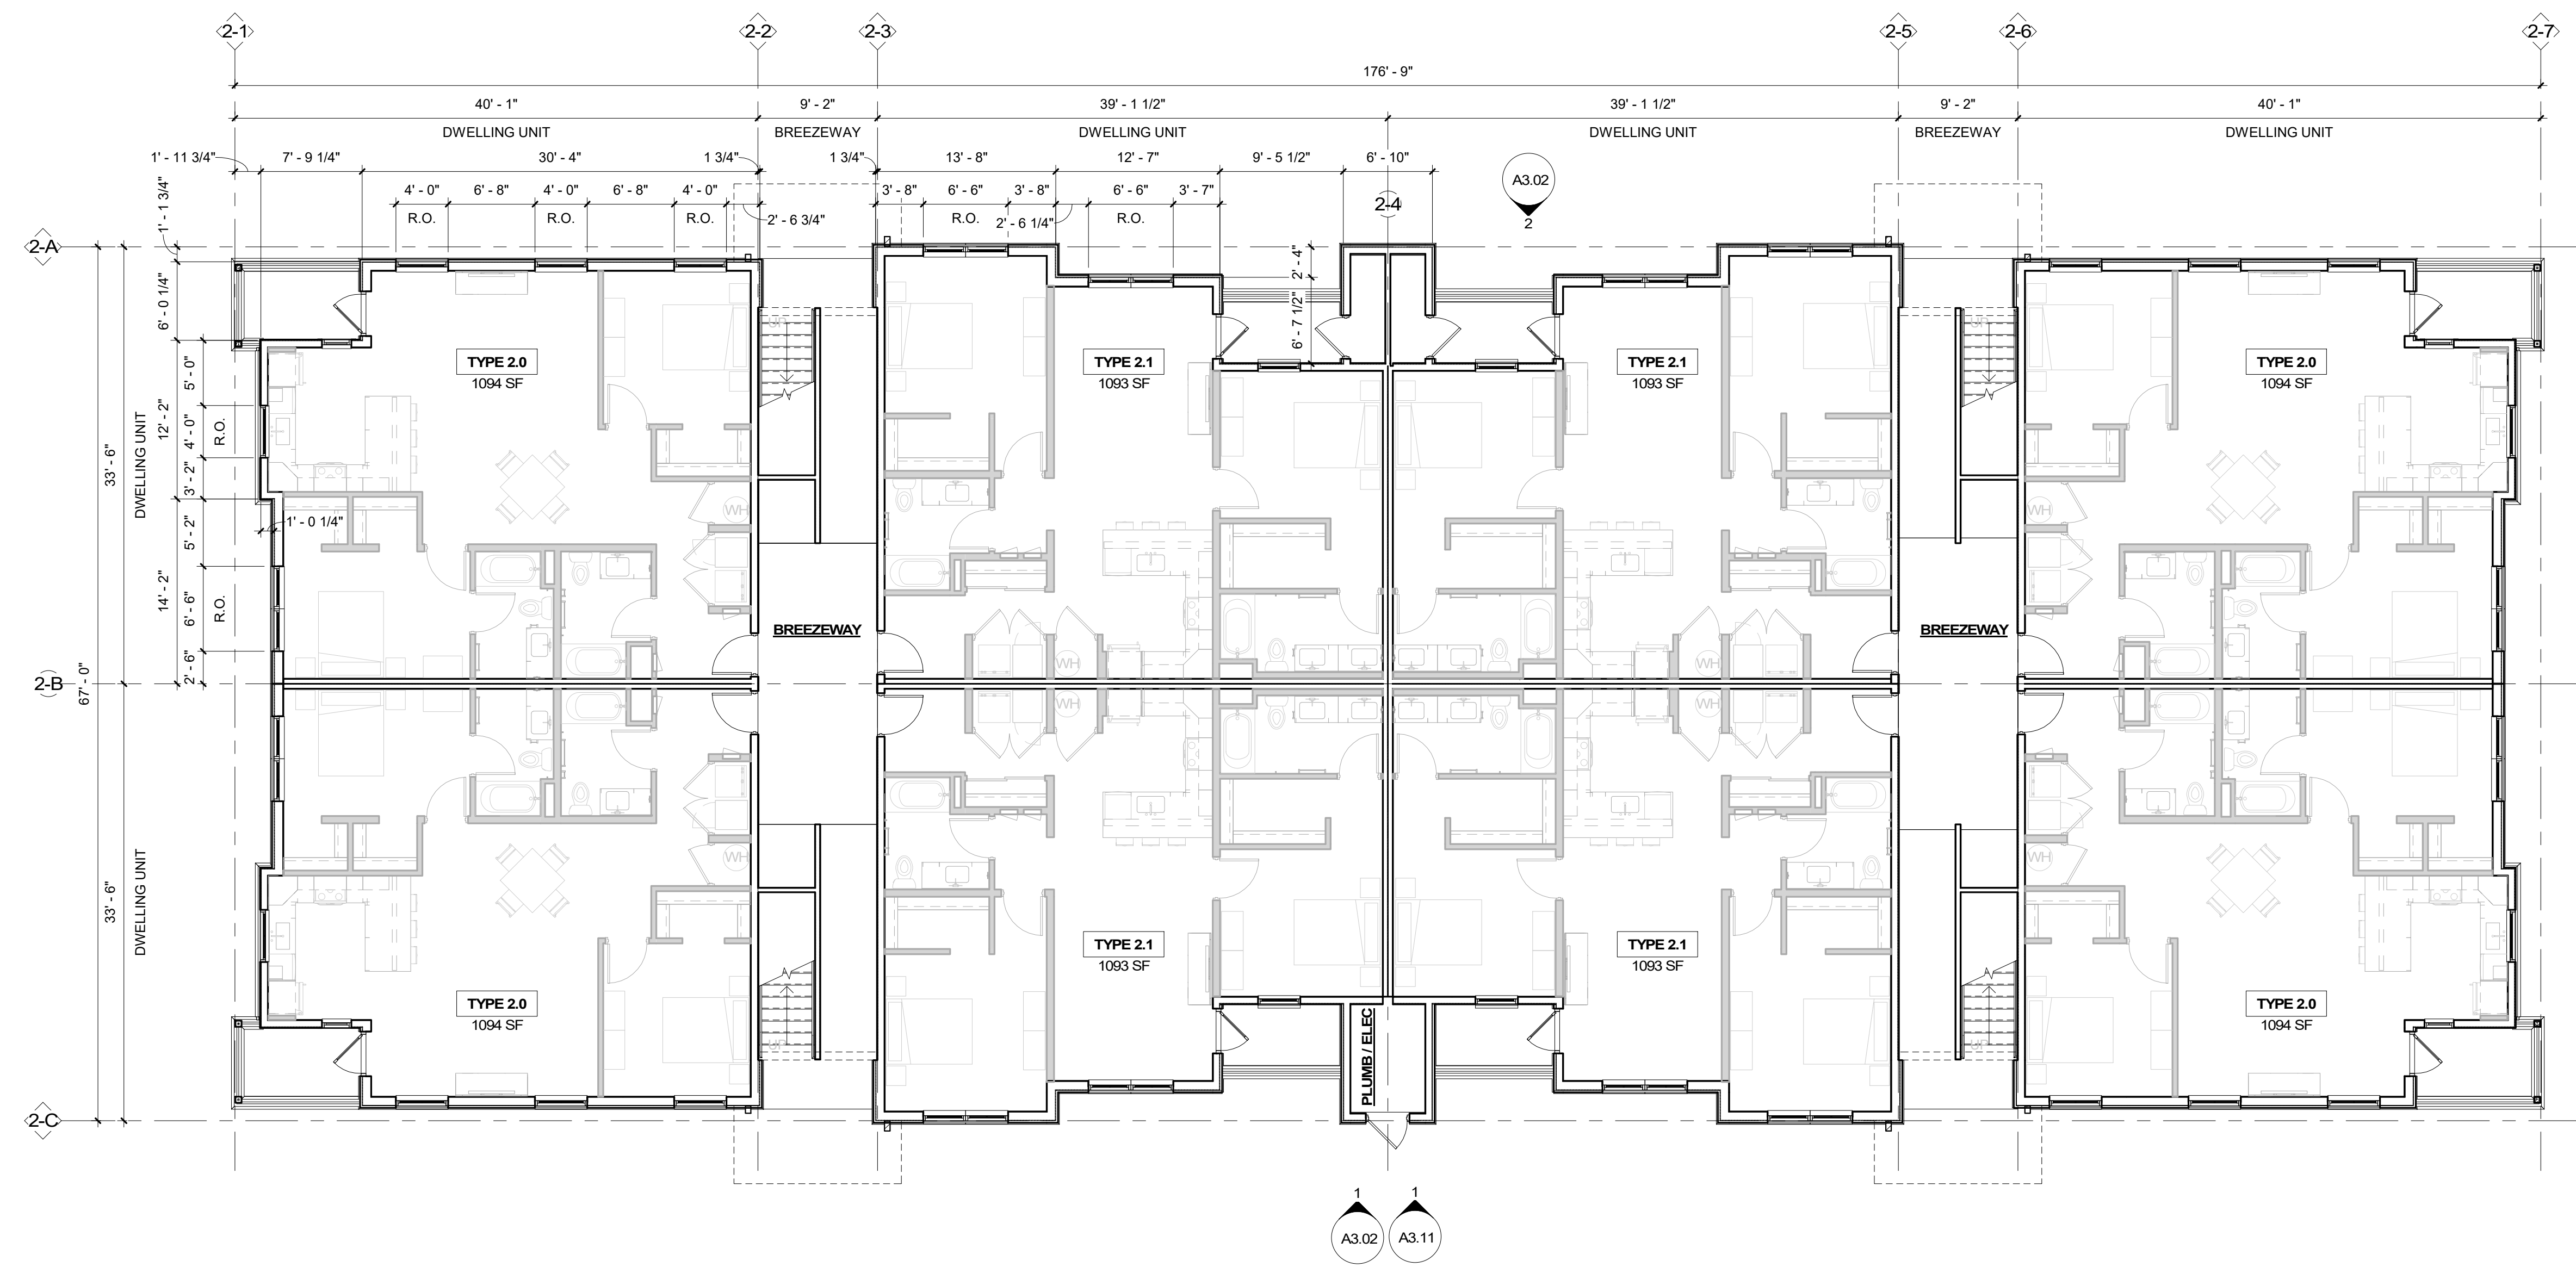 2-1 2-2 2-3 2-5 2-6 2-7
176' - 9"
40' - 1" 9' - 2" 39' - 1 1/2" 39' - 1 1/2" 9' - 2" 40' - 1"
DWELLING UNIT BREEZEWAY DWELLING UNIT DWELLING UNIT BREEZEWAY DWELLING UNIT
1' - 11 3/4" 7' - 9 1/4" 30' - 4" 1 3/4" 1 3/4" 13' - 8" 12' - 7" 9' - 5 1/2" 6' - 10"
A3.02
2
4' - 0" 6' - 8" 4' - 0" 6' - 8" 4' - 0" 3' - 8" 6' - 6" 3' - 8" 6' - 6" 3' - 7"
2-4
R.O. R.O. R.O. 2' - 6 3/4" R.O. 2' - 6 1/4" R.O.
1' - 1 3/4"
2-A
2' - 4"
6' - 0 1/4"
6' - 7 1/2"
UP UP
TYPE 2.0 TYPE 2.1 TYPE 2.1 TYPE 2.0
1094 SF 1093 SF 1093 SF 1094 SF
5' - 0"
12' - 2"
4' - 0"
R.O.
3' - 2"
33' - 6"
DWELLING UNIT
WH WH
1' - 0 1/4"
5' - 2"
14' - 2"
6' - 6"
R.O.
2' - 6"
BREEZEWAY BREEZEWAY
WH WH
2-B
67' - 0"
WH WH
WH WH
33' - 6"
DWELLING UNIT
TYPE 2.1 TYPE 2.1
1093 SF 1093 SF
TYPE 2.0 TYPE 2.0
1094 SF 1094 SF
UP UP
PLUMB / ELEC
2-C
1 1
A3.02 A3.11